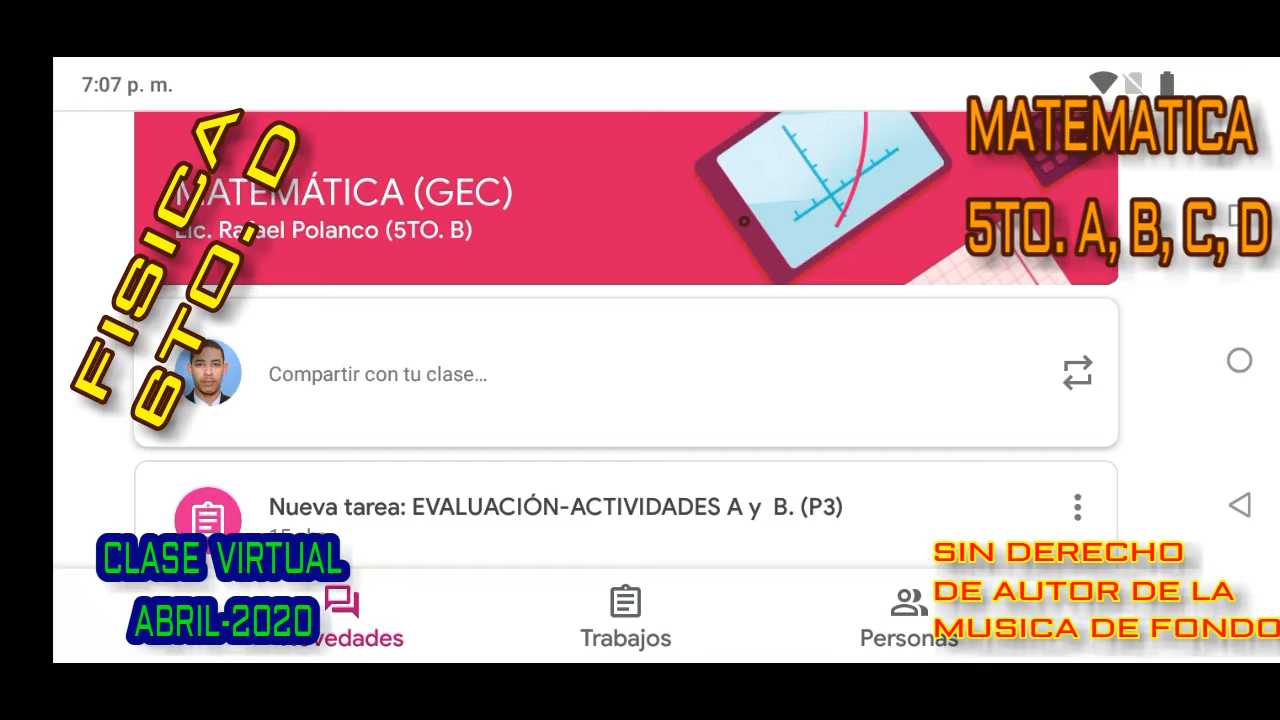 7:07 p. m.
MATEMATICA
5TO. A, B, C, D
FISICA
6TO. D
MATEMÁTICA (GEC)
Lic. Rafael Polanco (5TO. B)
Compartir con tu clase...
Nueva tarea: EVALUACIÓN-ACTIVIDADES A y B. (P3)
CLASE VIRTUAL
ABRIL-2020
SIN DERECHO
DE AUTOR DE LA
MUSICA DE FONDO
Novedades
Trabajos
Personas